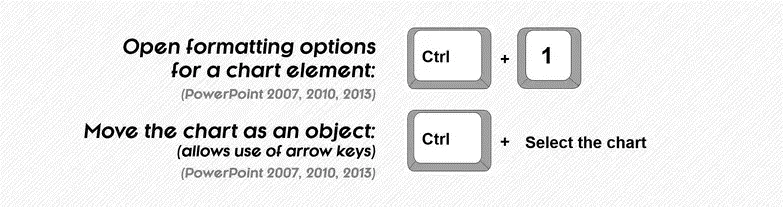 Open formatting options
for a chart element:
(PowerPoint 2007, 2010, 2013)
Ctrl + 1
Move the chart as an object:
(allows use of arrow keys)
(PowerPoint 2007, 2010, 2013)
Ctrl + Select the chart